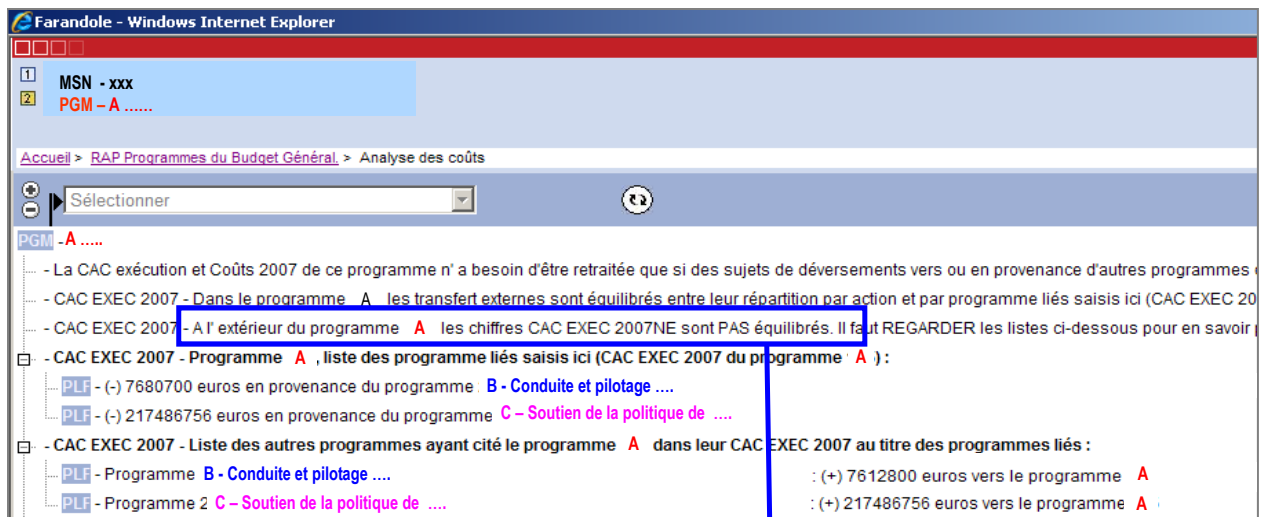 Farandole - Windows Internet Explorer
1 MSN - xxx
2 PGM – A ......
Accueil > RAP Programmes du Budget Général. > Analyse des coûts
Sélectionner
PGM - A .....
- La CAC exécution et Coûts 2007 de ce programme n' a besoin d'être retraitée que si des sujets de déversements vers ou en provenance d'autres programmes
- CAC EXEC 2007 - Dans le programme A les transfert externes sont équilibrés entre leur répartition par action et par programme liés saisis ici (CAC EXEC 20
- CAC EXEC 2007 - A l' extérieur du programme A les chiffres CAC EXEC 2007NE sont PAS équilibrés. Il faut REGARDER les listes ci-dessous pour en savoir
- CAC EXEC 2007 - Programme A , liste des programme liés saisis ici (CAC EXEC 2007 du programme A ) :
PLF - (-) 7680700 euros en provenance du programme B - Conduite et pilotage ....
PLF - (-) 217486756 euros en provenance du programme C – Soutien de la politique de ....
- CAC EXEC 2007 - Liste des autres programmes ayant cité le programme A dans leur CAC EXEC 2007 au titre des programmes liés :
PLF - Programme B - Conduite et pilotage .... : (+) 7612800 euros vers le programme A
PLF - Programme 2 C – Soutien de la politique de .... : (+) 217486756 euros vers le programme A